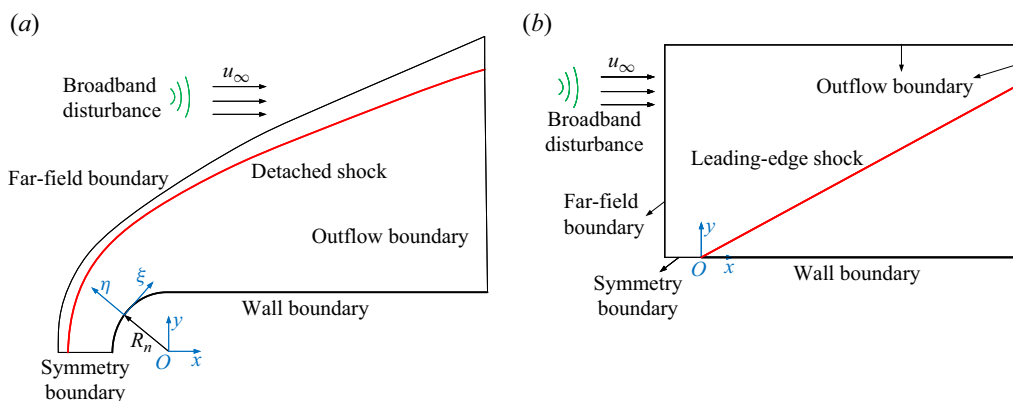 (a)
Broadband
disturbance
u∞
Far-field boundary
Detached shock
Outflow boundary
η
ξ
Wall boundary
R_n
y
O
x
Symmetry
boundary
(b)
u∞
Broadband
disturbance
Outflow boundary
Leading-edge shock
Far-field
boundary
y
O
x
Symmetry
boundary
Wall boundary